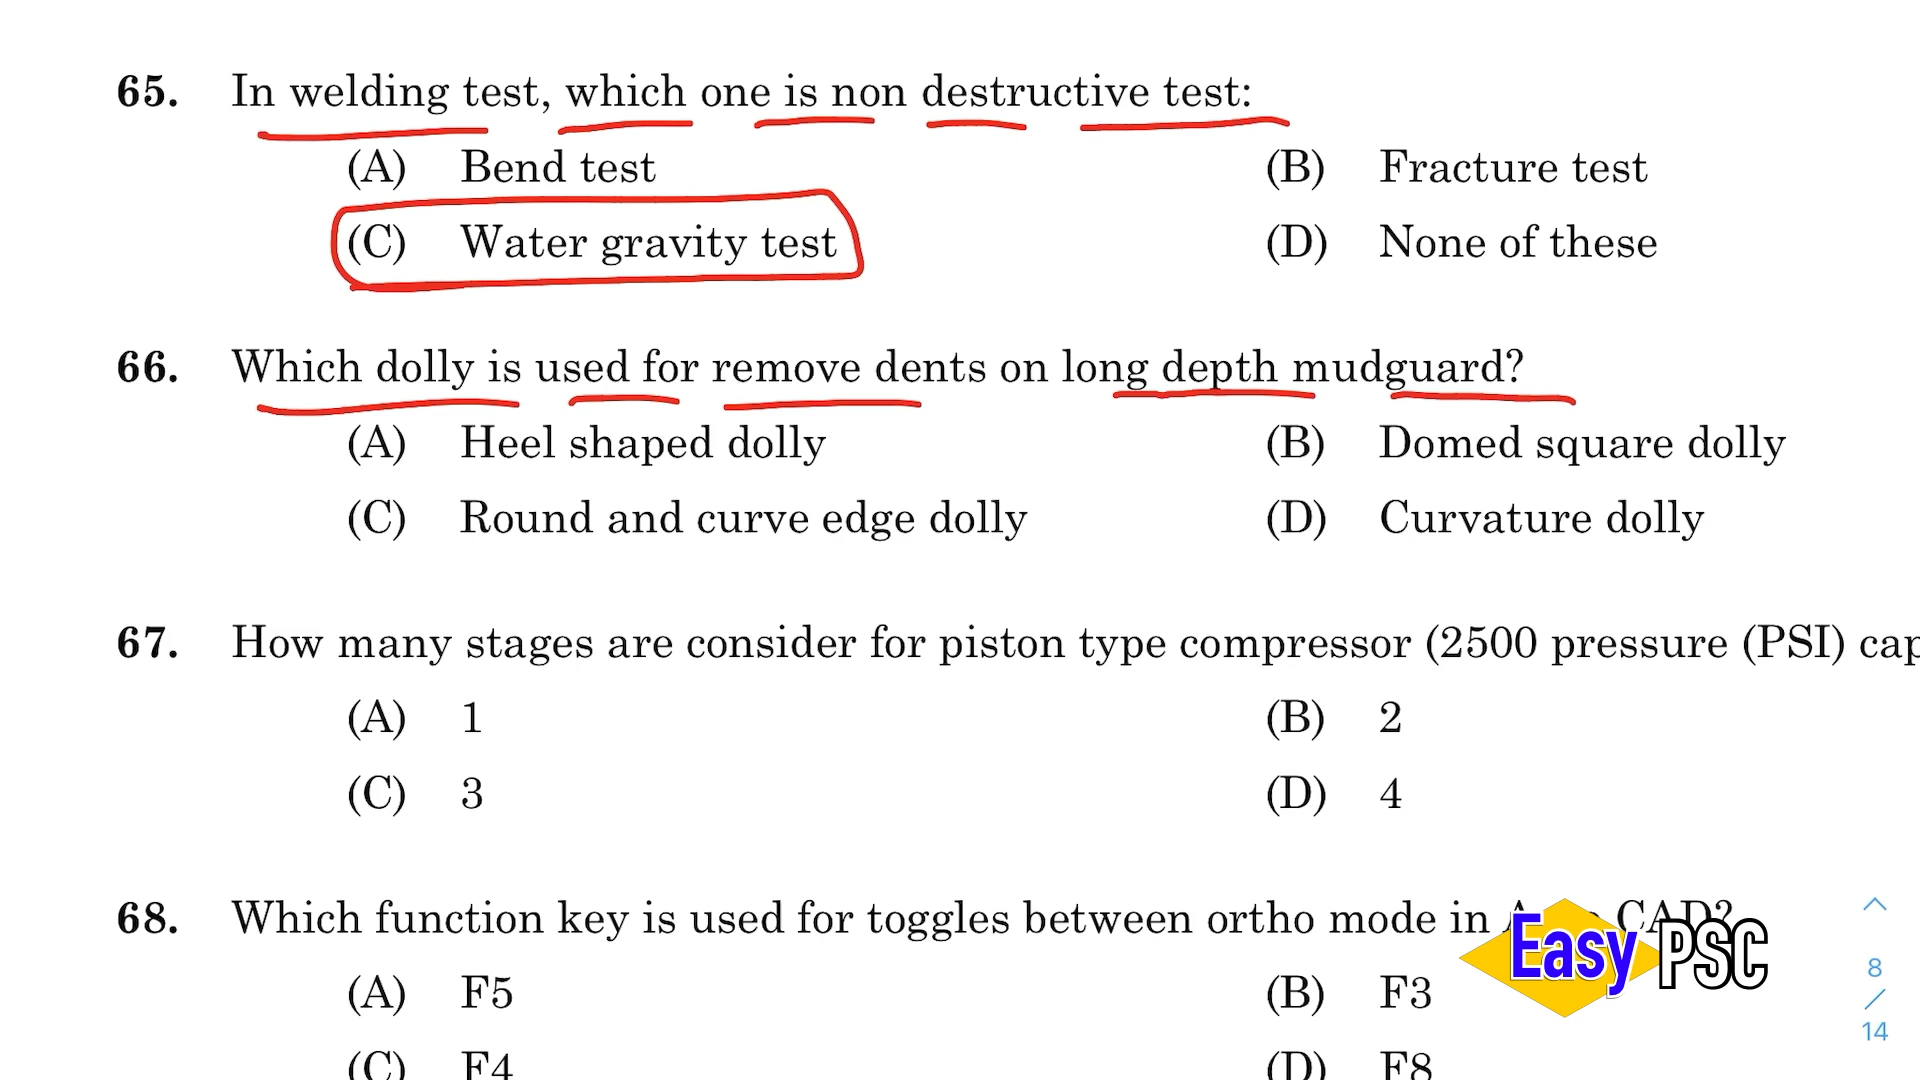 65. In welding test, which one is non destructive test:
(A) Bend test (B) Fracture test
(C) Water gravity test (D) None of these
66. Which dolly is used for remove dents on long depth mudguard?
(A) Heel shaped dolly (B) Domed square dolly
(C) Round and curve edge dolly (D) Curvature dolly
67. How many stages are consider for piston type compressor (2500 pressure (PSI)
(A) 1 (B) 2
(C) 3 (D) 4
68. Which function key is used for toggles between ortho mode in CAD?
Easy PSC
(A) F5 (B) F3
(C) F4 (D) F8
8
/
14